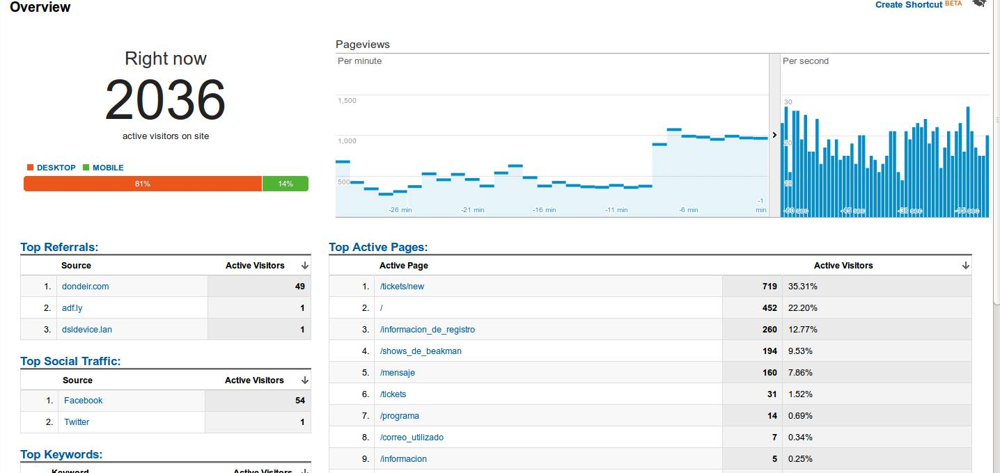 Overview
Create Shortcut BETA
Right now
2036
active visitors on site
DESKTOP MOBILE
81% 14%
Pageviews
Per minute
1,500
1,000
500
-26 min -21 min -16 min -11 min -6 min -1 min
Per second
30
20
10
-60 sec -45 sec -30 sec -15 sec
Top Referrals:
Source Active Visitors
1. dondeir.com 49
2. adf.ly 1
3. dsldevice.lan 1
Top Social Traffic:
Source Active Visitors
1. Facebook 54
2. Twitter 1
Top Keywords:
Keyword Active Visitors
Top Active Pages:
Active Page Active Visitors
1. /tickets/new 719 35.31%
2. / 452 22.20%
3. /informacion_de_registro 260 12.77%
4. /shows_de_beakman 194 9.53%
5. /mensaje 160 7.86%
6. /tickets 31 1.52%
7. /programa 14 0.69%
8. /correo_utilizado 7 0.34%
9. /informacion 5 0.25%